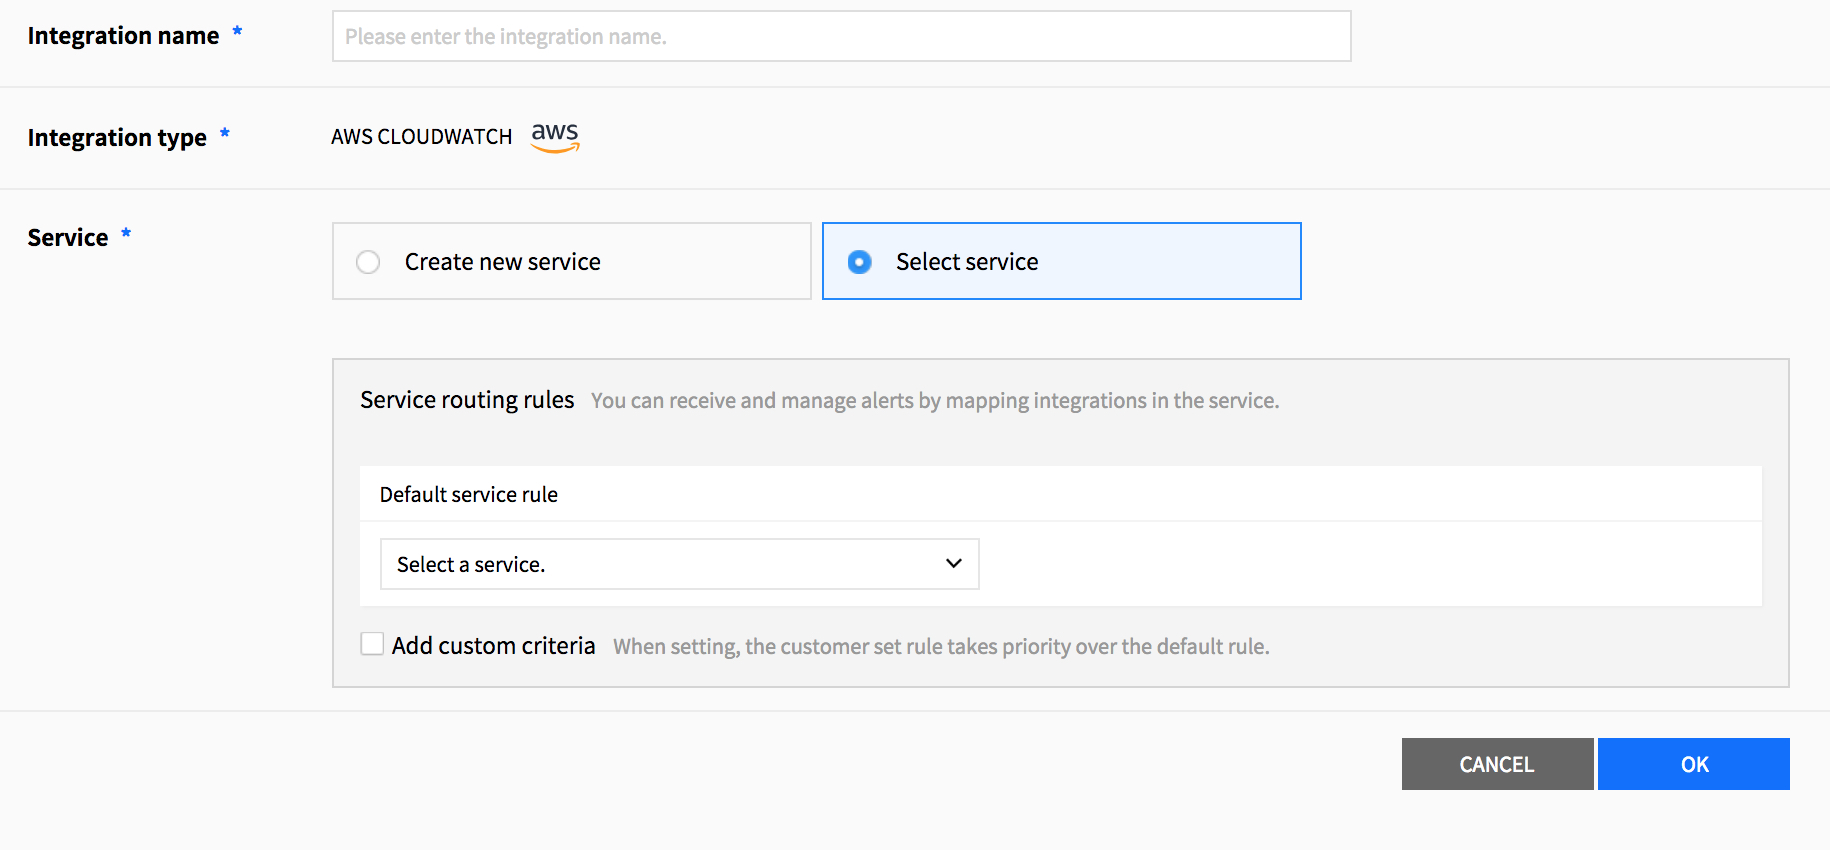 Integration name *
Please enter the integration name.
Integration type *
AWS CLOUDWATCH aws
Service *
Create new service
Select service
Service routing rules You can receive and manage alerts by mapping integrations in the service.
Default service rule
Select a service.
Add custom criteria When setting, the customer set rule takes priority over the default rule.
CANCEL
OK